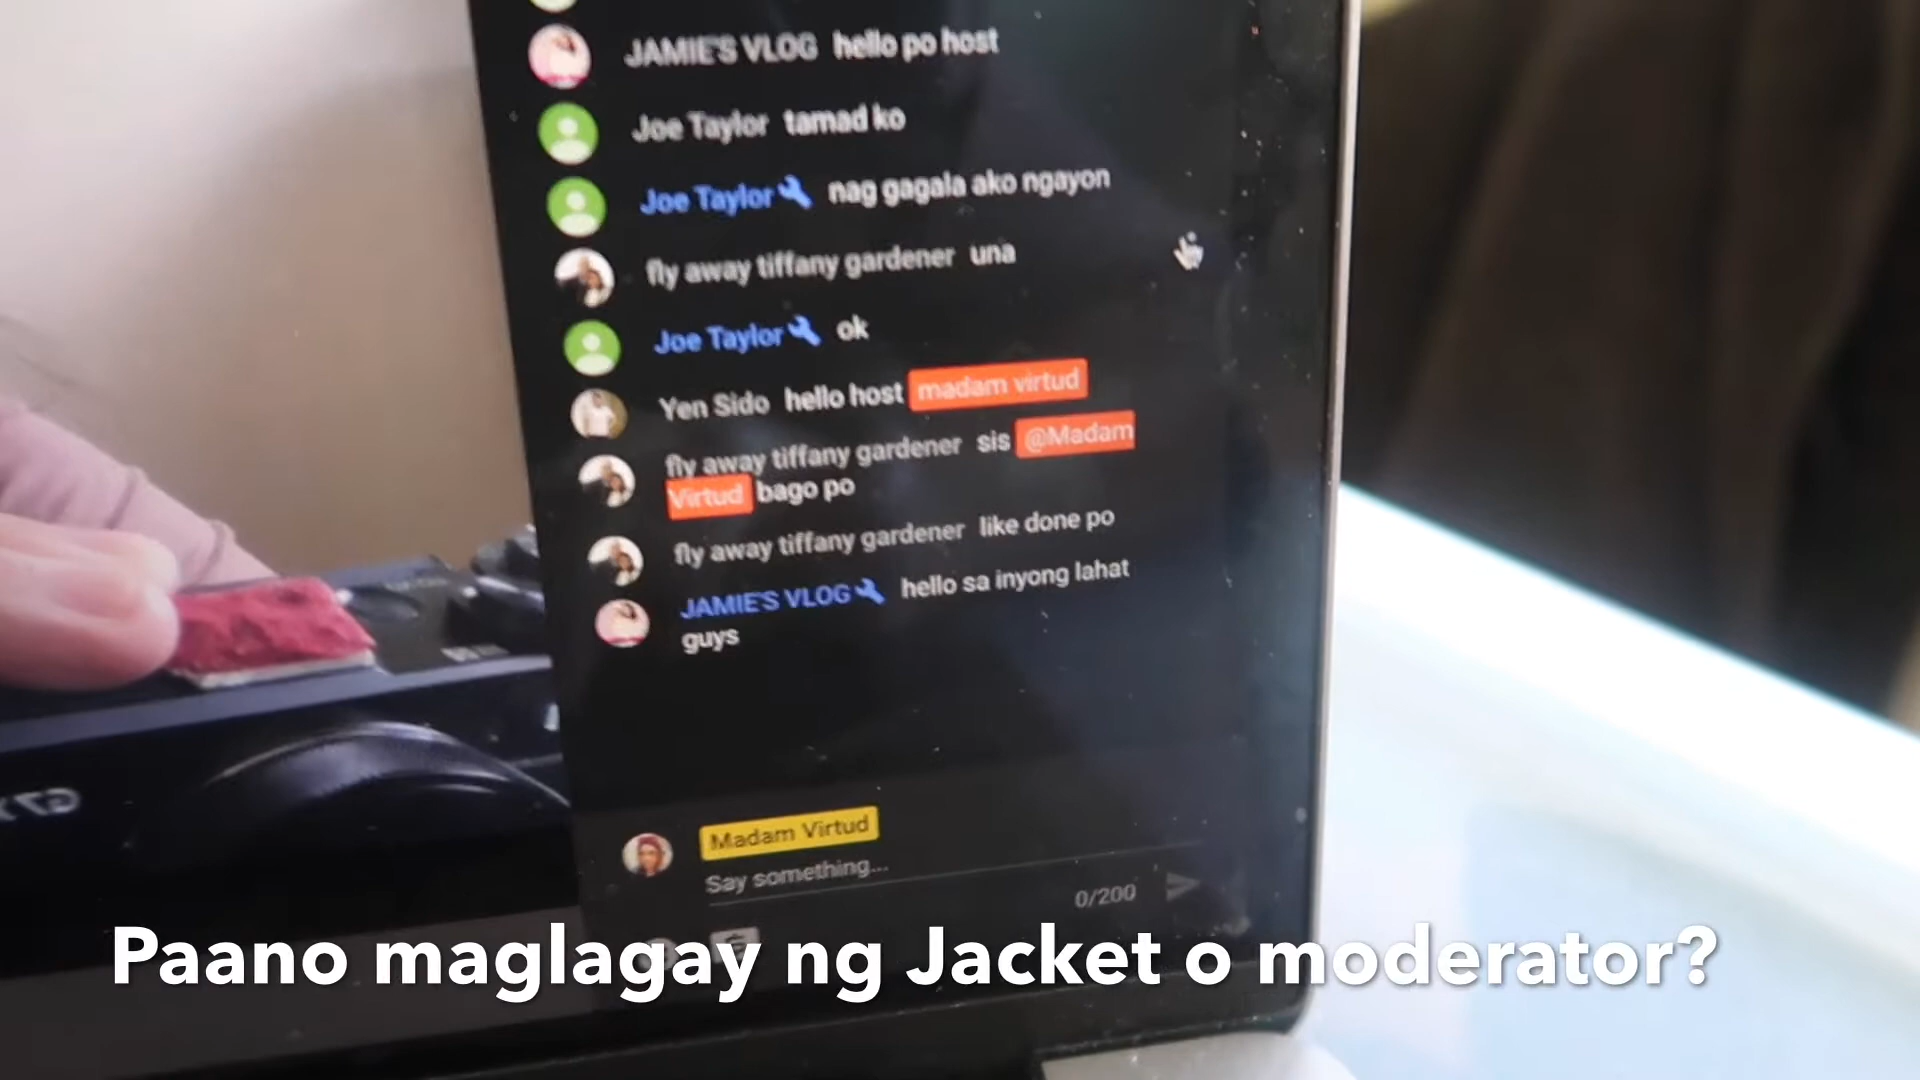 JAMIE'S VLOG hello po host
Joe Taylor tamad ko
Joe Taylor nag gagala ako ngayon
fly away tiffany gardener una
Joe Taylor ok
Yen Sido hello host madam virtud
fly away tiffany gardener sis @Madam
Virtud bago po
fly away tiffany gardener like done po
JAMIE'S VLOG hello sa inyong lahat
guys
Madam Virtud
Say something...
0/200
Paano maglagay ng Jacket o moderator?